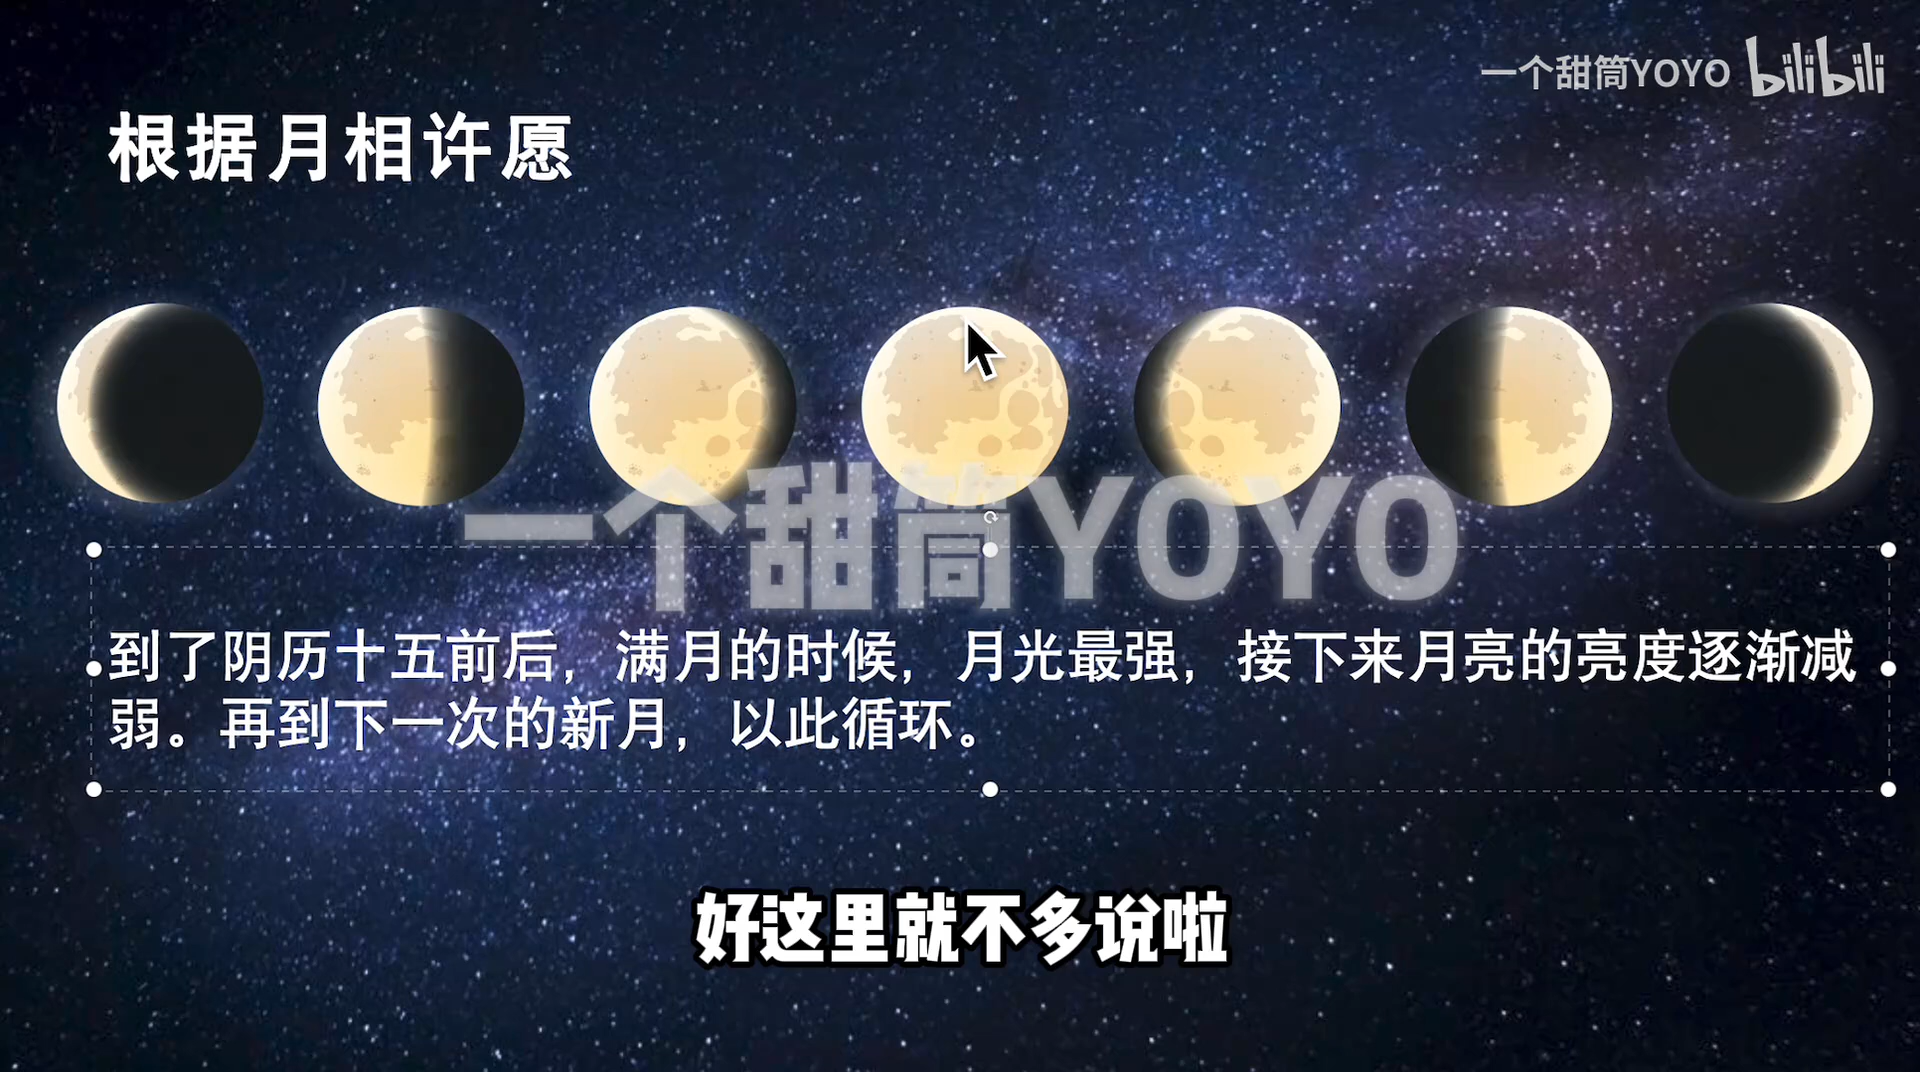 一个甜筒YOYO bilibili
根据月相许愿
一个甜筒YOYO
到了阴历十五前后，满月的时候，月光最强，接下来月亮的亮度逐渐减
弱。再到下一次的新月，以此循环。
好这里就不多说啦